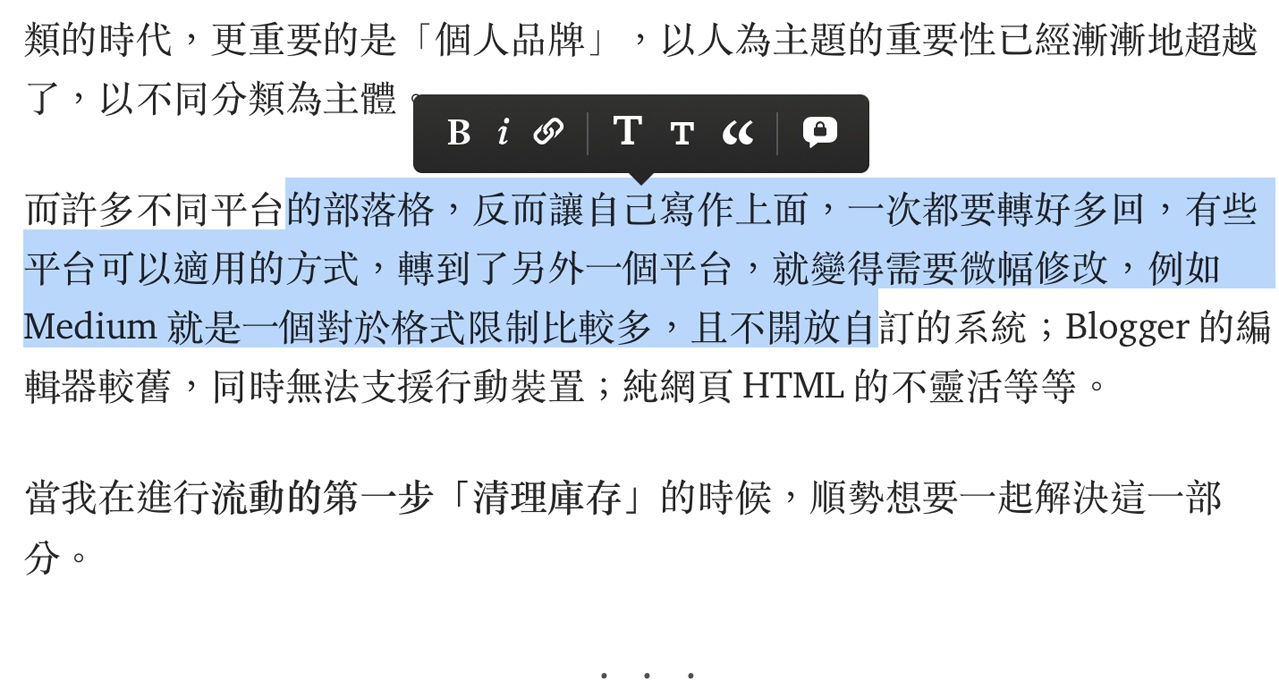 類的時代，更重要的是「個人品牌」，以人為主題的重要性已經漸漸地超越
了，以不同分類為主體。
B i T T
而許多不同平台的部落格，反而讓自己寫作上面，一次都要轉好多回，有些
平台可以適用的方式，轉到了另外一個平台，就變得需要微幅修改，例如
Medium 就是一個對於格式限制比較多，且不開放自訂的系統；Blogger 的編
輯器較舊，同時無法支援行動裝置；純網頁 HTML 的不靈活等等。
當我在進行流動的第一步「清理庫存」的時候，順勢想要一起解決這一部
分。